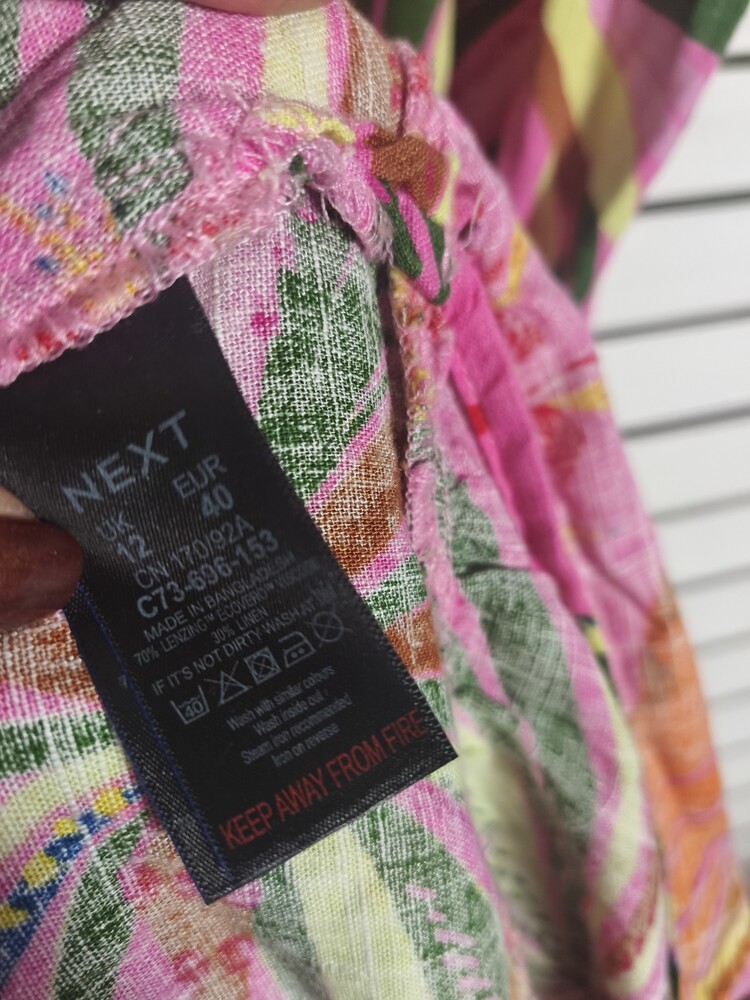 NEXT
UK EUR
12 40
CN 170/92A
C73-696-153
MADE IN BANGLADESH
70% LENZING™ ECOVERO™
30% LINEN
IF IT'S NOT DIRTY-WASH AT
40
Wash with similar colours
Wash inside out
Steam iron recommended
Iron on reverse
KEEP AWAY FROM FIRE